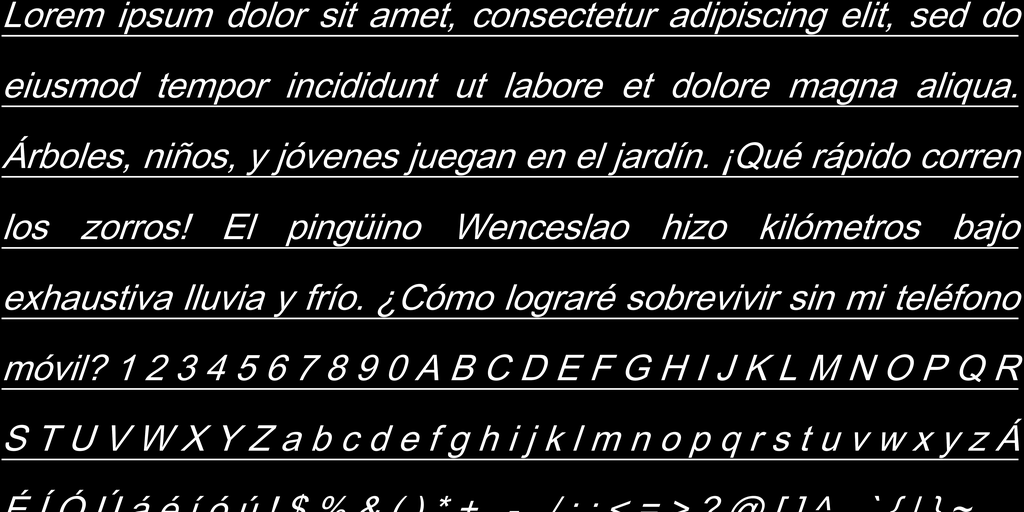 Lorem ipsum dolor sit amet, consectetur adipiscing elit, sed do
eiusmod tempor incididunt ut labore et dolore magna aliqua.
Árboles, niños, y jóvenes juegan en el jardín. ¡Qué rápido corren
los zorros! El pingüino Wenceslao hizo kilómetros bajo
exhaustiva lluvia y frío. ¿Cómo lograré sobrevivir sin mi teléfono
móvil? 1 2 3 4 5 6 7 8 9 0 A B C D E F G H I J K L M N O P Q R
S T U V W X Y Z a b c d e f g h i j k l m n o p q r s t u v w x y z Á
É Í Ó Ú á é í ó ú ! $ % & ( ) * + , - . / : ; < = > ? @ [ ] ^ _ ` { | } ~